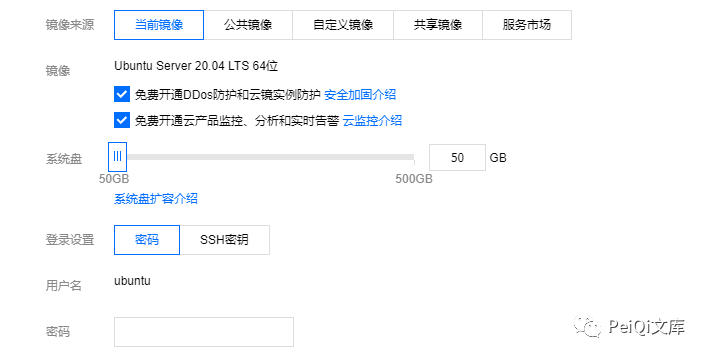 镜像来源 当前镜像 公共镜像 自定义镜像 共享镜像 服务市场
镜像 Ubuntu Server 20.04 LTS 64位
免费开通DDos防护和云镜实例防护 安全加固介绍
免费开通云产品监控、分析和实时告警 云监控介绍
系统盘 50 GB
50GB 500GB
系统盘扩容介绍
登录设置 密码 SSH密钥
用户名 ubuntu
密码
PeiQi文库